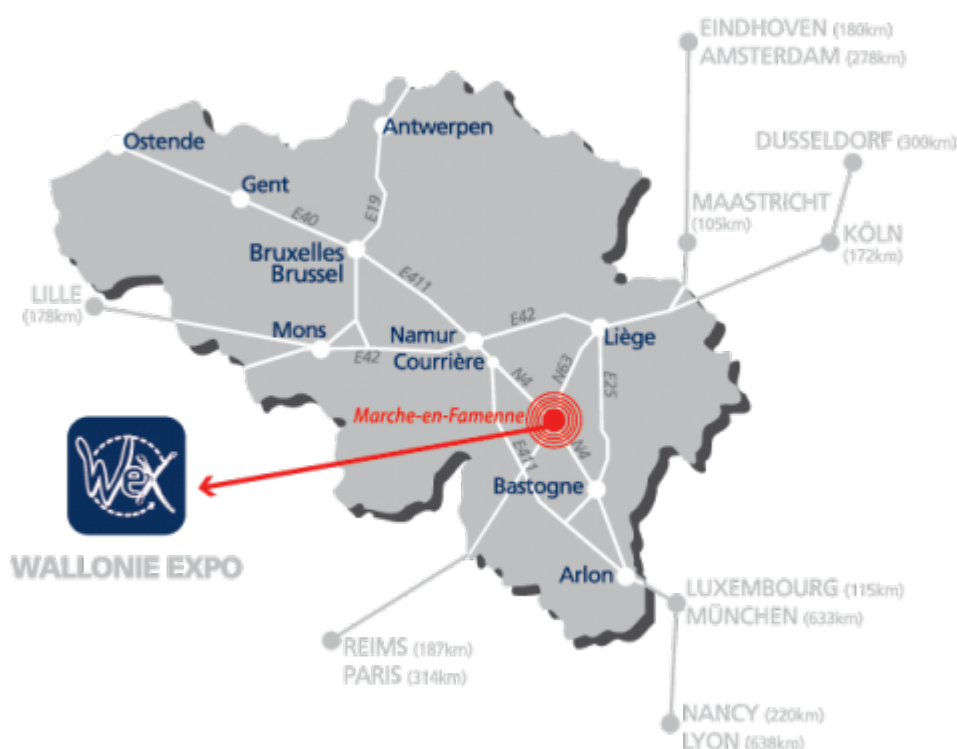 EINDHOVEN (180km)
AMSTERDAM (278km)
DUSSELDORF (300km)
Antwerpen
Ostende
Gent
MAASTRICHT
(105km)
KÖLN
(172km)
E19
E40
Bruxelles
Brussel
E411
LILLE
(178km)
Mons
Namur
E42
Liège
E42
Courrière
N4
N63
E25
Marche-en-Famenne
E411
N4
WeX
Bastogne
WALLONIE EXPO
Arlon
LUXEMBOURG (115km)
MÜNCHEN (633km)
REIMS (187km)
PARIS (314km)
NANCY (220km)
LYON (638km)